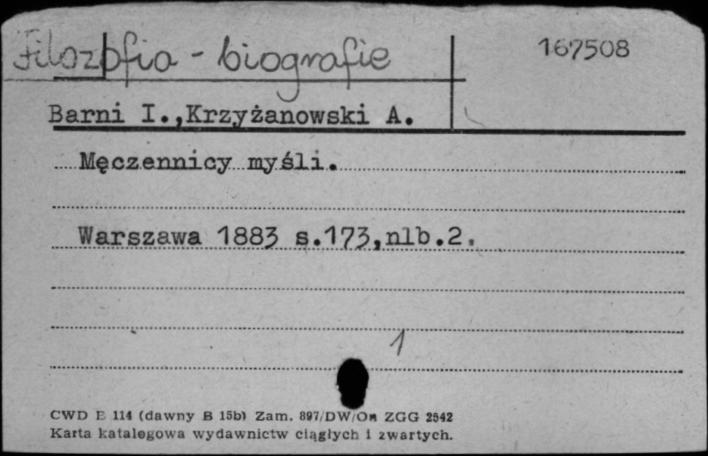 Filozofia - biografie
167508
Barni I.,Krzyżanowski A.
Męczennicy myśli.
Warszawa 1883 s.173,nlb.2.
1
CWD E 114 (dawny B 15b) Zam. 897/DW/Om ZGG 2542
Karta katalogowa wydawnictw ciągłych i zwartych.